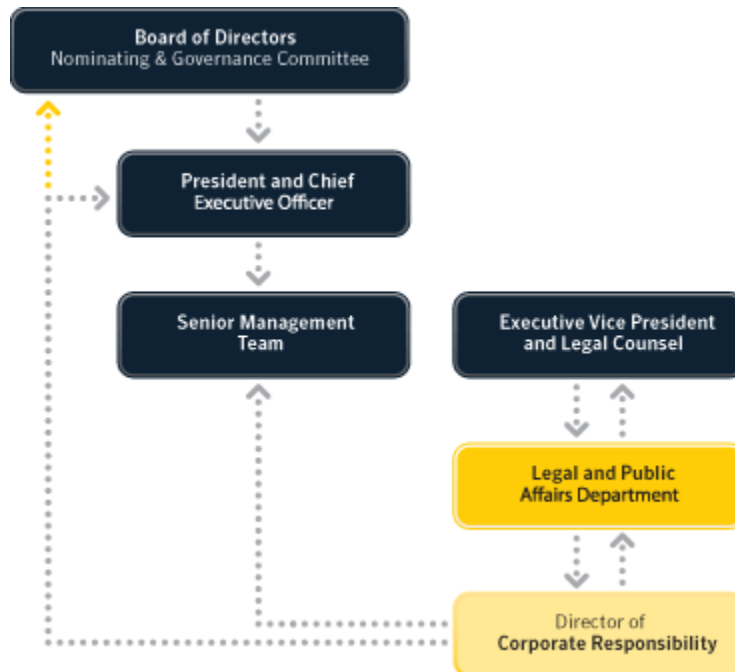 Board of Directors
Nominating & Governance Committee
President and Chief
Executive Officer
Senior Management
Team
Executive Vice President
and Legal Counsel
Legal and Public
Affairs Department
Director of
Corporate Responsibility